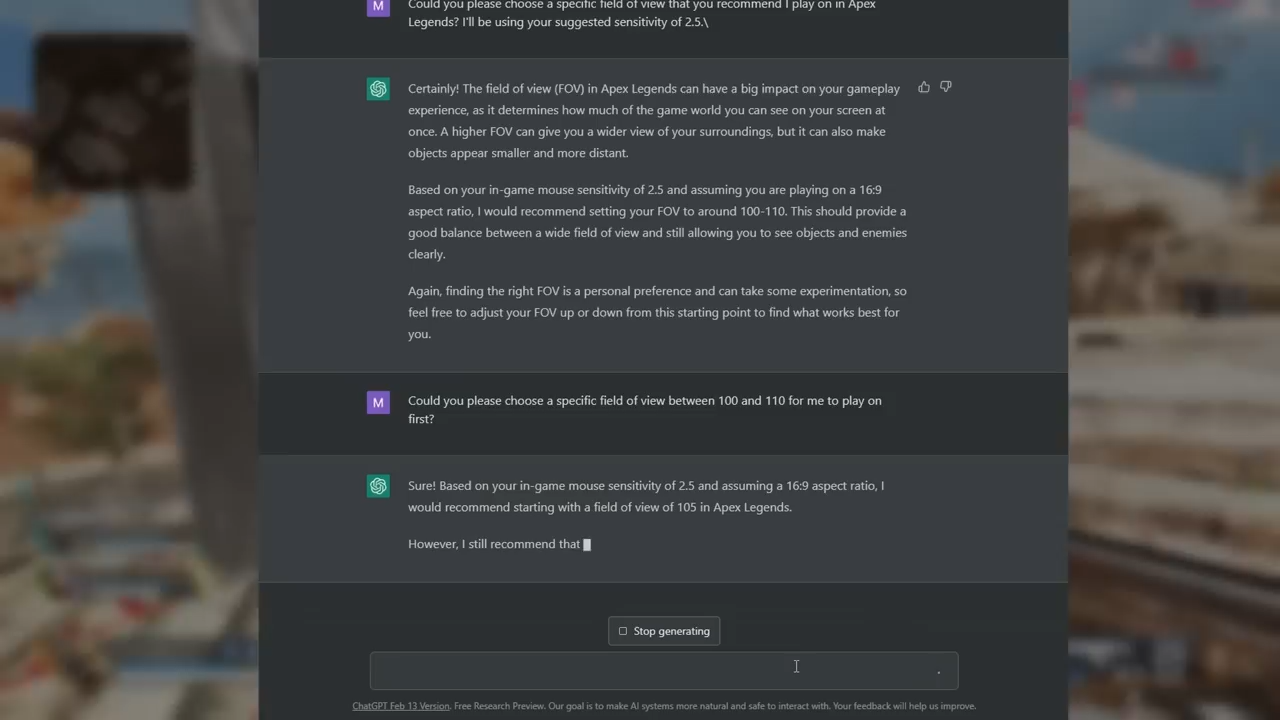 M
Could you please choose a specific field of view that you recommend I play on in Apex
Legends? I'll be using your suggested sensitivity of 2.5.\
Certainly! The field of view (FOV) in Apex Legends can have a big impact on your gameplay
experience, as it determines how much of the game world you can see on your screen at
once. A higher FOV can give you a wider view of your surroundings, but it can also make
objects appear smaller and more distant.
Based on your in-game mouse sensitivity of 2.5 and assuming you are playing on a 16:9
aspect ratio, I would recommend setting your FOV to around 100-110. This should provide a
good balance between a wide field of view and still allowing you to see objects and enemies
clearly.
Again, finding the right FOV is a personal preference and can take some experimentation, so
feel free to adjust your FOV up or down from this starting point to find what works best for
you.
M
Could you please choose a specific field of view between 100 and 110 for me to play on
first?
Sure! Based on your in-game mouse sensitivity of 2.5 and assuming a 16:9 aspect ratio, I
would recommend starting with a field of view of 105 in Apex Legends.
However, I still recommend that
Stop generating
ChatGPT Feb 13 Version. Free Research Preview. Our goal is to make AI systems more natural and safe to interact with. Your feedback will help us improve.